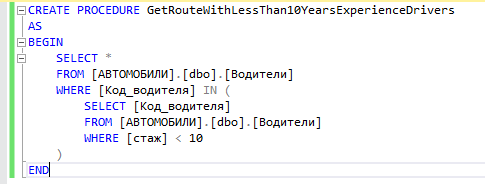 CREATE PROCEDURE GetRouteWithLessThan10YearsExperienceDrivers
AS
BEGIN
    SELECT *
    FROM [АВТОМОБИЛИ].[dbo].[Водители]
    WHERE [Код_водителя] IN (
        SELECT [Код_водителя]
        FROM [АВТОМОБИЛИ].[dbo].[Водители]
        WHERE [стаж] < 10
    )
END